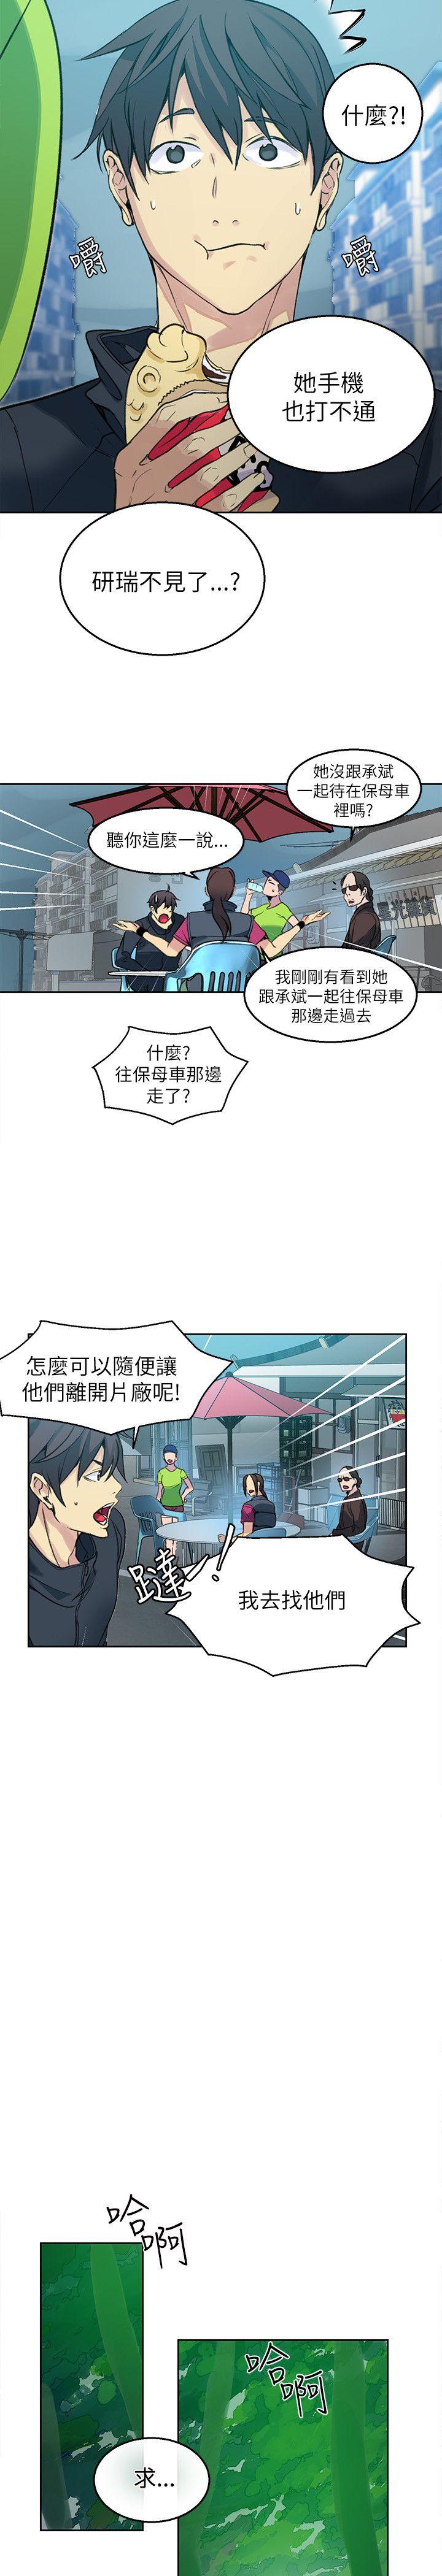 什麼?!
嚼
嚼
她手機
也打不通
研瑞不見了...?
她沒跟承斌
一起待在保母車
裡嗎?
聽你這麼一說...
我剛剛有看到她
跟承斌一起往保母車
那邊走過去
什麼?
往保母車那邊
走了?
怎麼可以隨便讓
他們離開片廠呢!
躂
我去找他們
哈
啊
哈
啊
求...